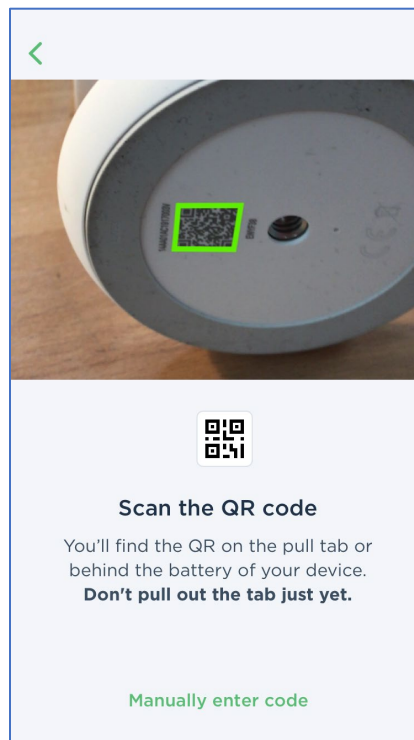 Scan the QR code
You'll find the QR on the pull tab or
behind the battery of your device.
Don't pull out the tab just yet.
Manually enter code